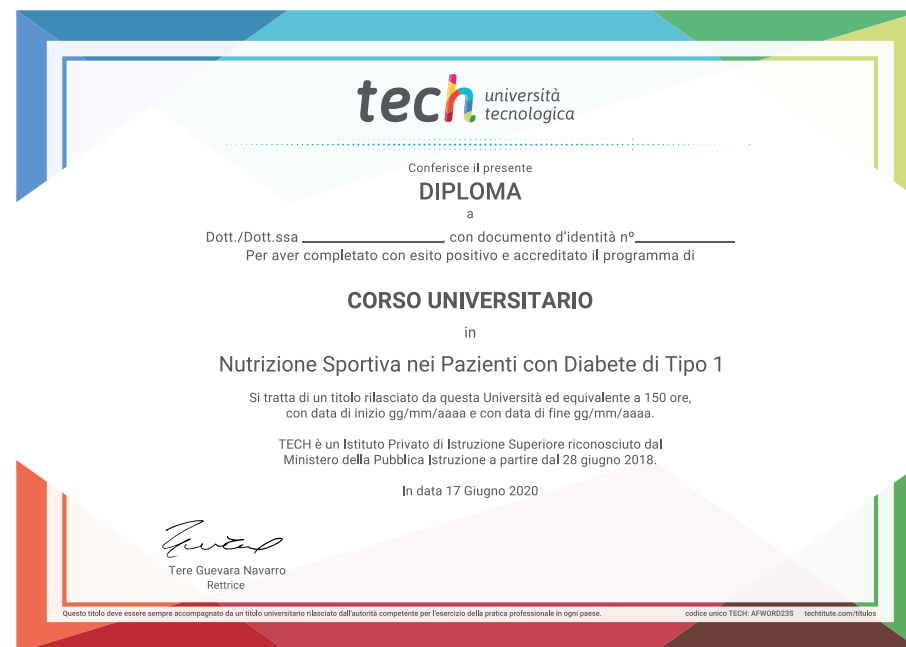 tech università
tecnologica
Conferisce il presente
DIPLOMA
a
Dott./Dott.ssa ____________________, con documento d'identità nº______________
Per aver completato con esito positivo e accreditato il programma di
CORSO UNIVERSITARIO
in
Nutrizione Sportiva nei Pazienti con Diabete di Tipo 1
Si tratta di un titolo rilasciato da questa Università ed equivalente a 150 ore,
con data di inizio gg/mm/aaaa e con data di fine gg/mm/aaaa.
TECH è un Istituto Privato di Istruzione Superiore riconosciuto dal
Ministero della Pubblica Istruzione a partire dal 28 giugno 2018.
In data 17 Giugno 2020
Tere Guevara Navarro
Rettrice
Questo titolo deve essere sempre accompagnato da un titolo universitario rilasciato dall'autorità competente per l'esercizio della pratica professionale in ogni paese. codice unico TECH: AFWORD23S techtitute.com/titulos